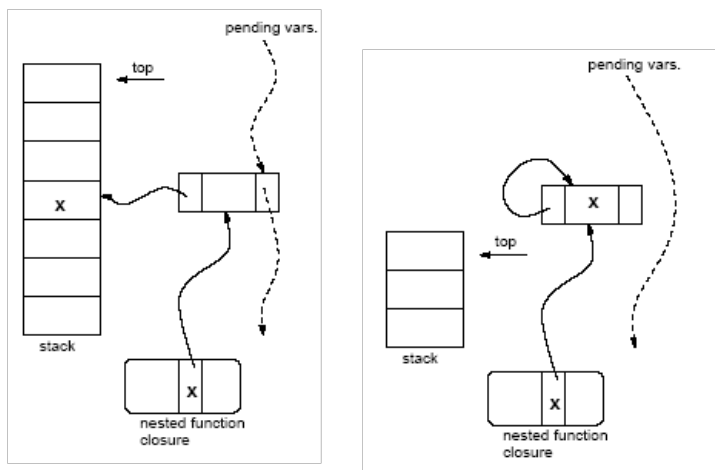 pending vars.
top
X
stack
X
nested function
closure
pending vars.
X
top
stack
X
nested function
closure